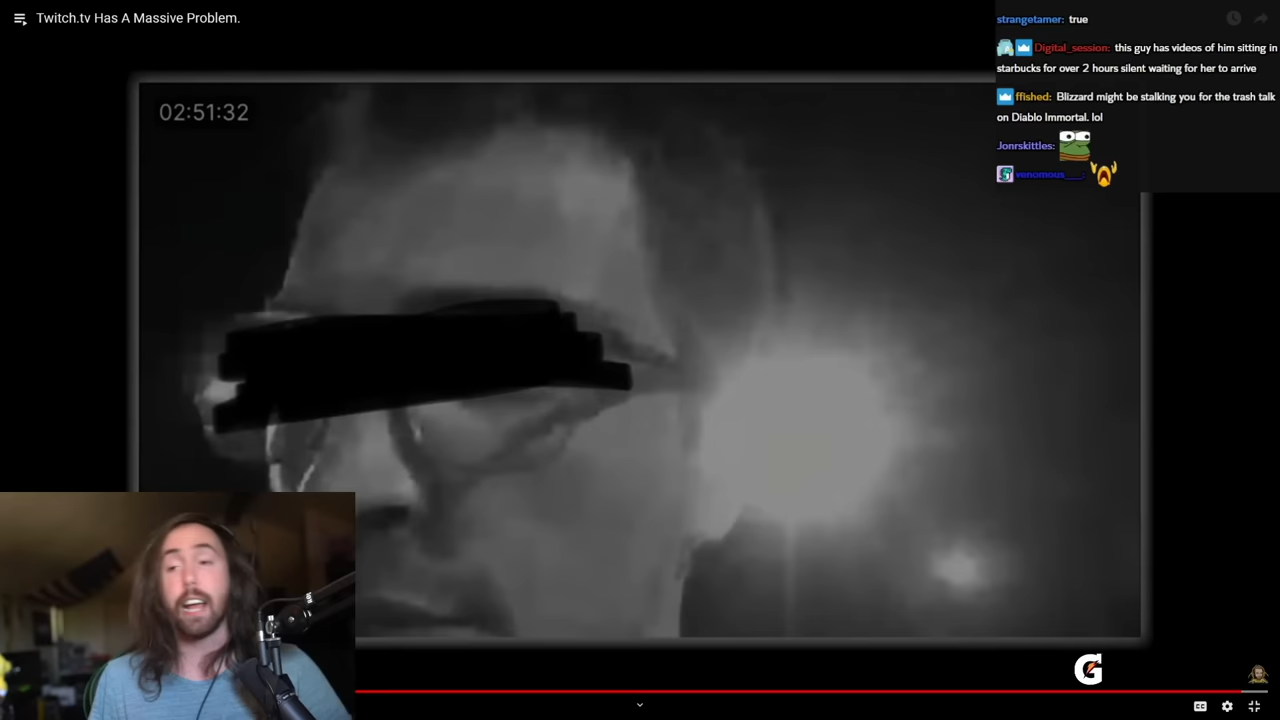 Twitch.tv Has A Massive Problem.
strangetamer: true
Digital_session: this guy has videos of him sitting in
starbucks for over 2 hours silent waiting for her to arrive
ffished: Blizzard might be stalking you for the trash talk
on Diablo Immortal. lol
Jonrskittles:
venomous___:
02:51:32
G
CC